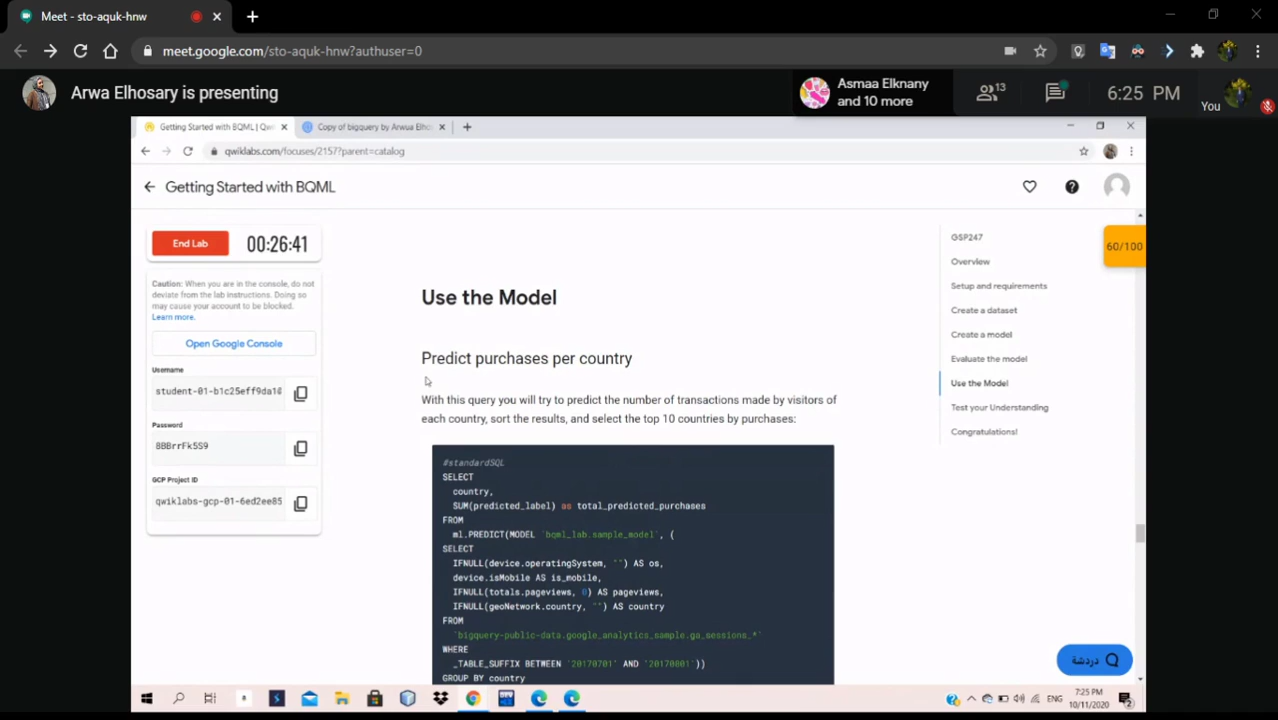 Meet - sto-aquk-hnw
meet.google.com/sto-aquk-hnw?authuser=0
Arwa Elhosary is presenting
Asmaa Elknany
and 10 more
13
6:25 PM
You
Getting Started with BQML | Qwi
Copy of bigquery by Arwua Elhos
qwiklabs.com/focuses/2157?parent=catalog
Getting Started with BQML
End Lab
00:26:41
Caution: When you are in the console, do not
deviate from the lab instructions. Doing so
may cause your account to be blocked.
Learn more.
Open Google Console
Username
student-01-b1c25eff9da10
Password
BBBrrFk5S9
GCP Project ID
qwiklabs-gcp-01-6ed2ee85
Use the Model
Predict purchases per country
With this query you will try to predict the number of transactions made by visitors of
each country, sort the results, and select the top 10 countries by purchases:
#standardSQL
SELECT
country,
SUM(predicted_label) as total_predicted_purchases
FROM
ml.PREDICT(MODEL `bqml_lab.sample_model`, (
SELECT
IFNULL(device.operatingSystem, "") AS os,
device.isMobile AS is_mobile,
IFNULL(totals.pageviews, 0) AS pageviews,
IFNULL(geoNetwork.country, "") AS country
FROM
`bigquery-public-data.google_analytics_sample.ga_sessions_*`
WHERE
_TABLE_SUFFIX BETWEEN '20170701' AND '20170801'))
GROUP BY country
GSP247
Overview
Setup and requirements
Create a dataset
Create a model
Evaluate the model
Use the Model
Test your Understanding
Congratulations!
60/100
دردشة
ENG
7:25 PM
10/11/2020
2